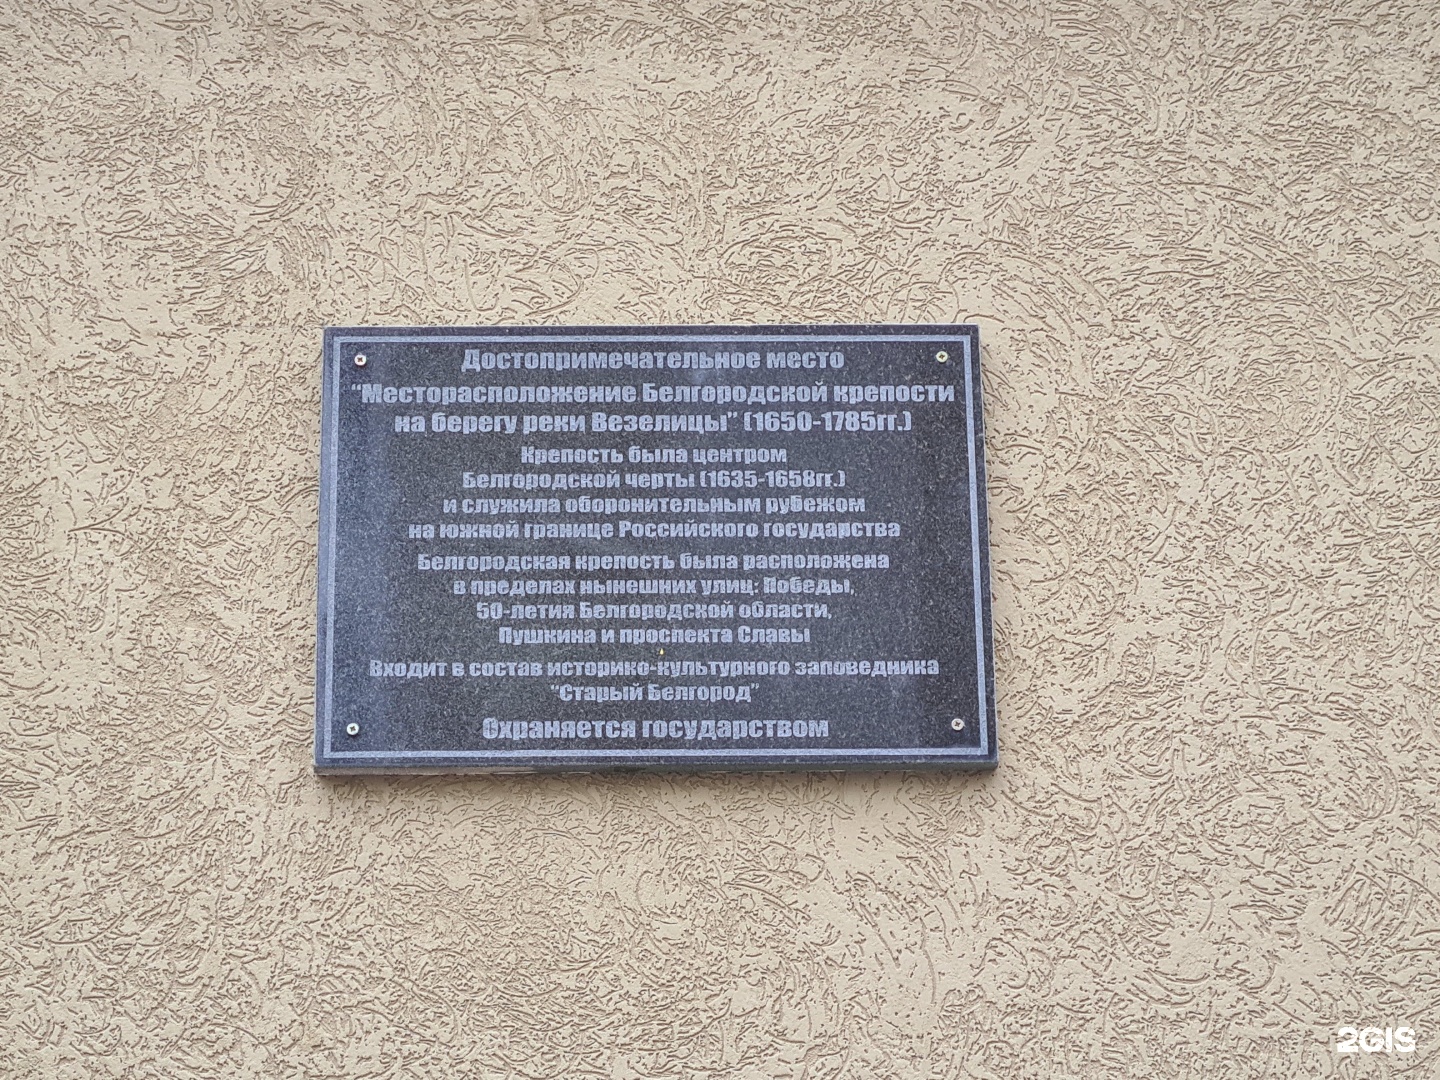 Достопримечательное место
“Месторасположение Белгородской крепости
на берегу реки Везелицы” (1650-1785гг.)
Крепость была центром
Белгородской черты (1635-1658гг.)
и служила оборонительным рубежом
на южной границе Российского государства
Белгородская крепость была расположена
в пределах нынешних улиц: Победы,
50-летия Белгородской области,
Пушкина и проспекта Славы
Входит в состав историко-культурного заповедника
“Старый Белгород”
Охраняется государством
2GIS